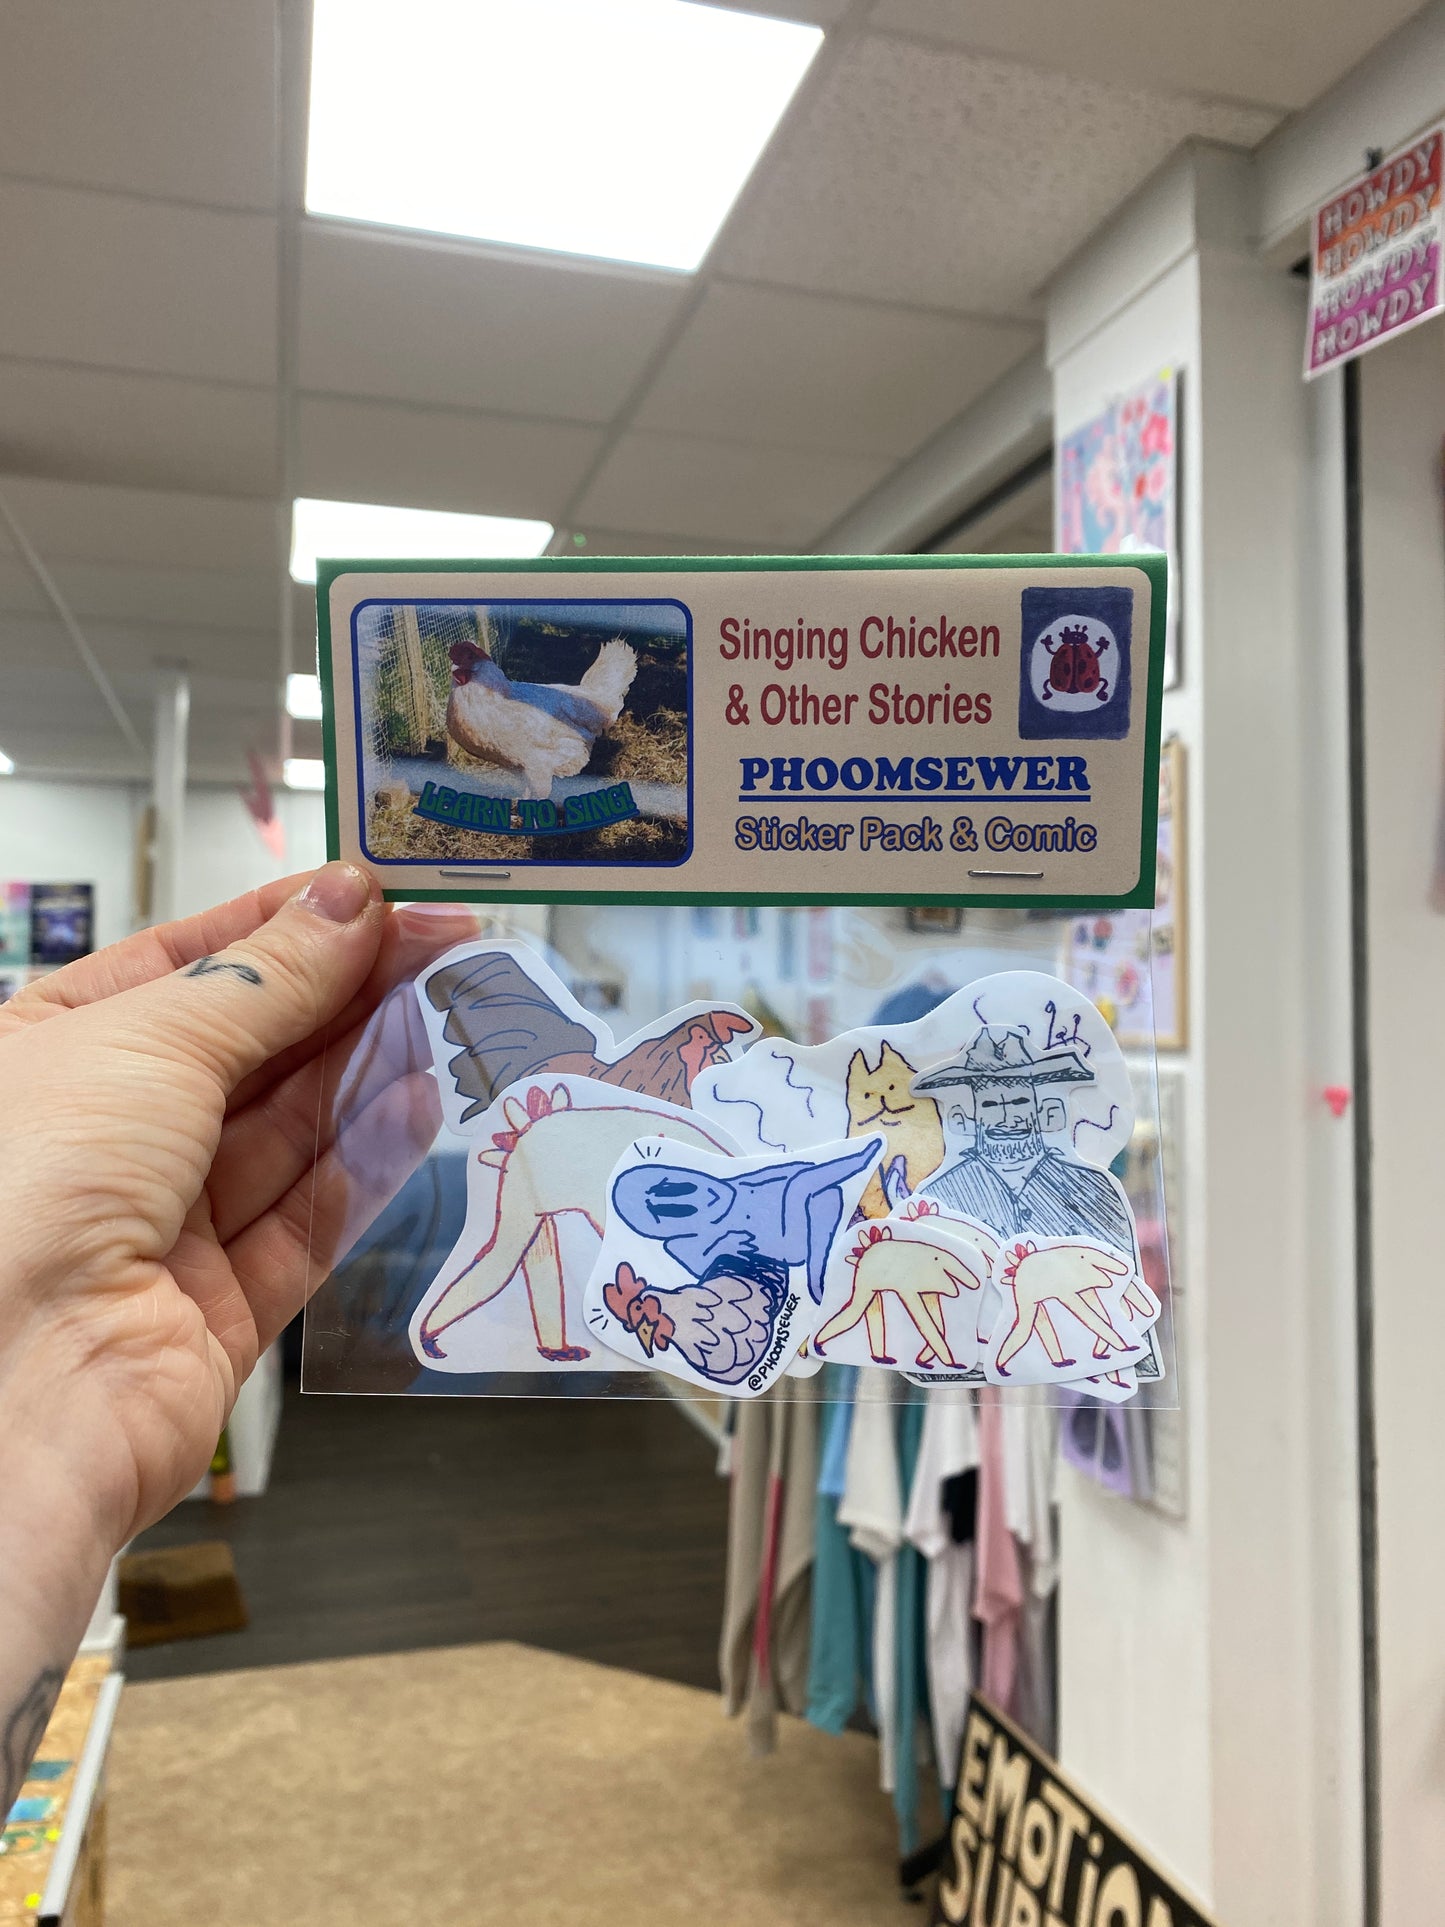 HOWDY
HOWDY
HOWDY
HOWDY
Singing Chicken
& Other Stories
PHOOMSEWER
Sticker Pack & Comic
LEARN TO SING!
@PHOOMSEWER
EMOTION